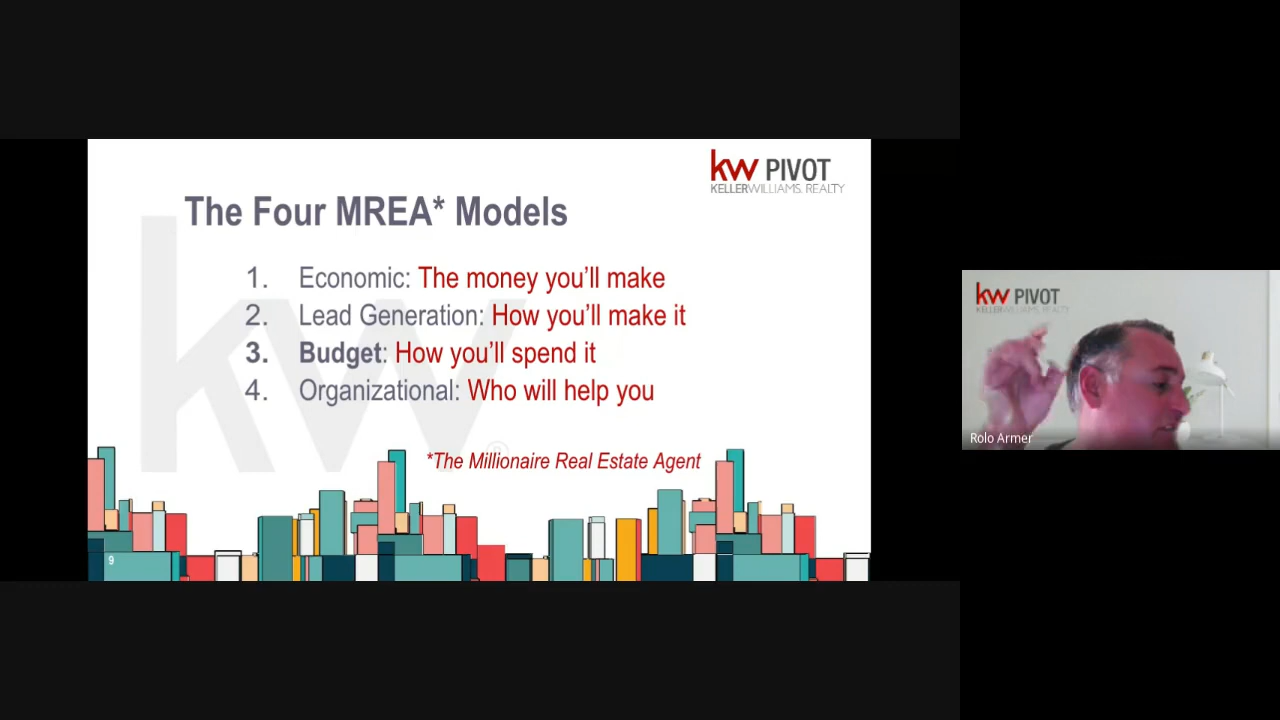 kw PIVOT
KELLERWILLIAMS. REALTY
The Four MREA* Models
1. Economic: The money you'll make
2. Lead Generation: How you'll make it
3. Budget: How you'll spend it
4. Organizational: Who will help you
kw
*The Millionaire Real Estate Agent
9
kw PIVOT
KELLERWILLIAMS. REALTY
Rolo Armer